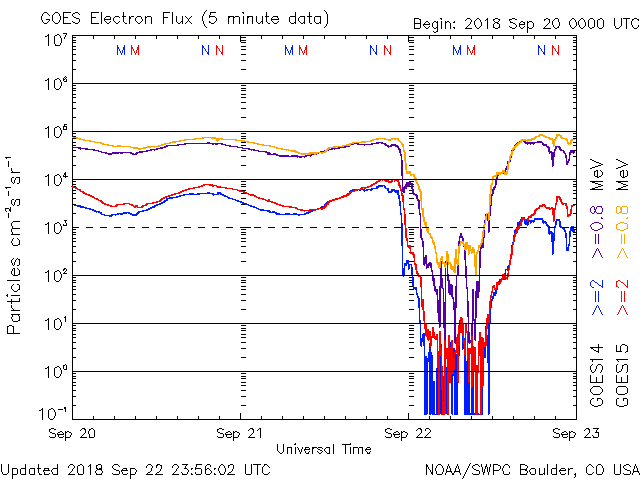 GOES Electron Flux (5 minute data)
Begin: 2018 Sep 20 0000 UTC
10⁷
M M N N M M N N M M N N
10⁶
10⁵
10⁴
10³
10²
10¹
10⁰
10⁻¹
Particles cm⁻²s⁻¹sr⁻¹
GOES14 >=2 >=0.8 MeV
GOES15 >=2 >=0.8 MeV
Sep 20 Sep 21 Sep 22 Sep 23
Universal Time
Updated 2018 Sep 22 23:56:02 UTC
NOAA/SWPC Boulder, CO USA